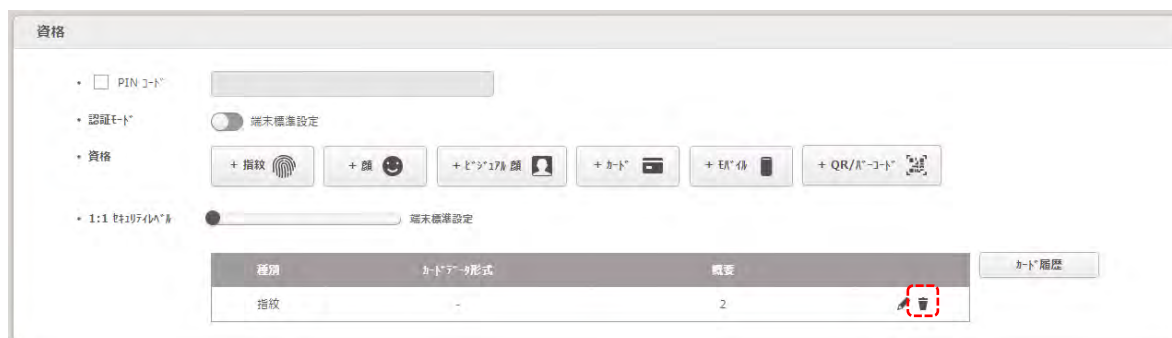 資格
• PIN ｺｰﾄﾞ
• 認証ﾓｰﾄﾞ 端末標準設定
• 資格 + 指紋 + 顔 + ﾋﾞｼﾞｭｱﾙ 顔 + ｶｰﾄﾞ + ﾓﾊﾞｲﾙ + QR/ﾊﾞｰｺｰﾄﾞ
• 1:1 ｾｷｭﾘﾃｨﾚﾍﾞﾙ 端末標準設定
種別 ｶｰﾄﾞﾃﾞｰﾀ形式 概要 ｶｰﾄﾞ履歴
指紋 - 2